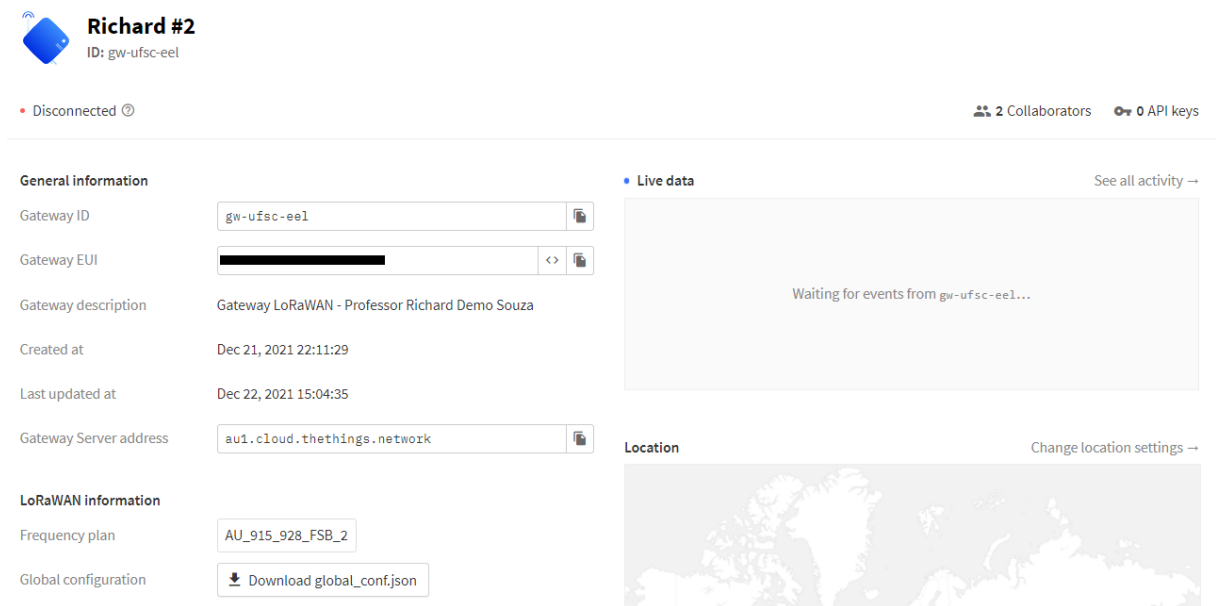 Richard #2
ID: gw-ufsc-eel
Disconnected
2 Collaborators
0 API keys
General information
Gateway ID
gw-ufsc-eel
Gateway EUI
Gateway description
Gateway LoRaWAN - Professor Richard Demo Souza
Created at
Dec 21, 2021 22:11:29
Last updated at
Dec 22, 2021 15:04:35
Gateway Server address
au1.cloud.thethings.network
LoRaWAN information
Frequency plan
AU_915_928_FSB_2
Global configuration
Download global_conf.json
Live data
See all activity →
Waiting for events from gw-ufsc-eel...
Location
Change location settings →